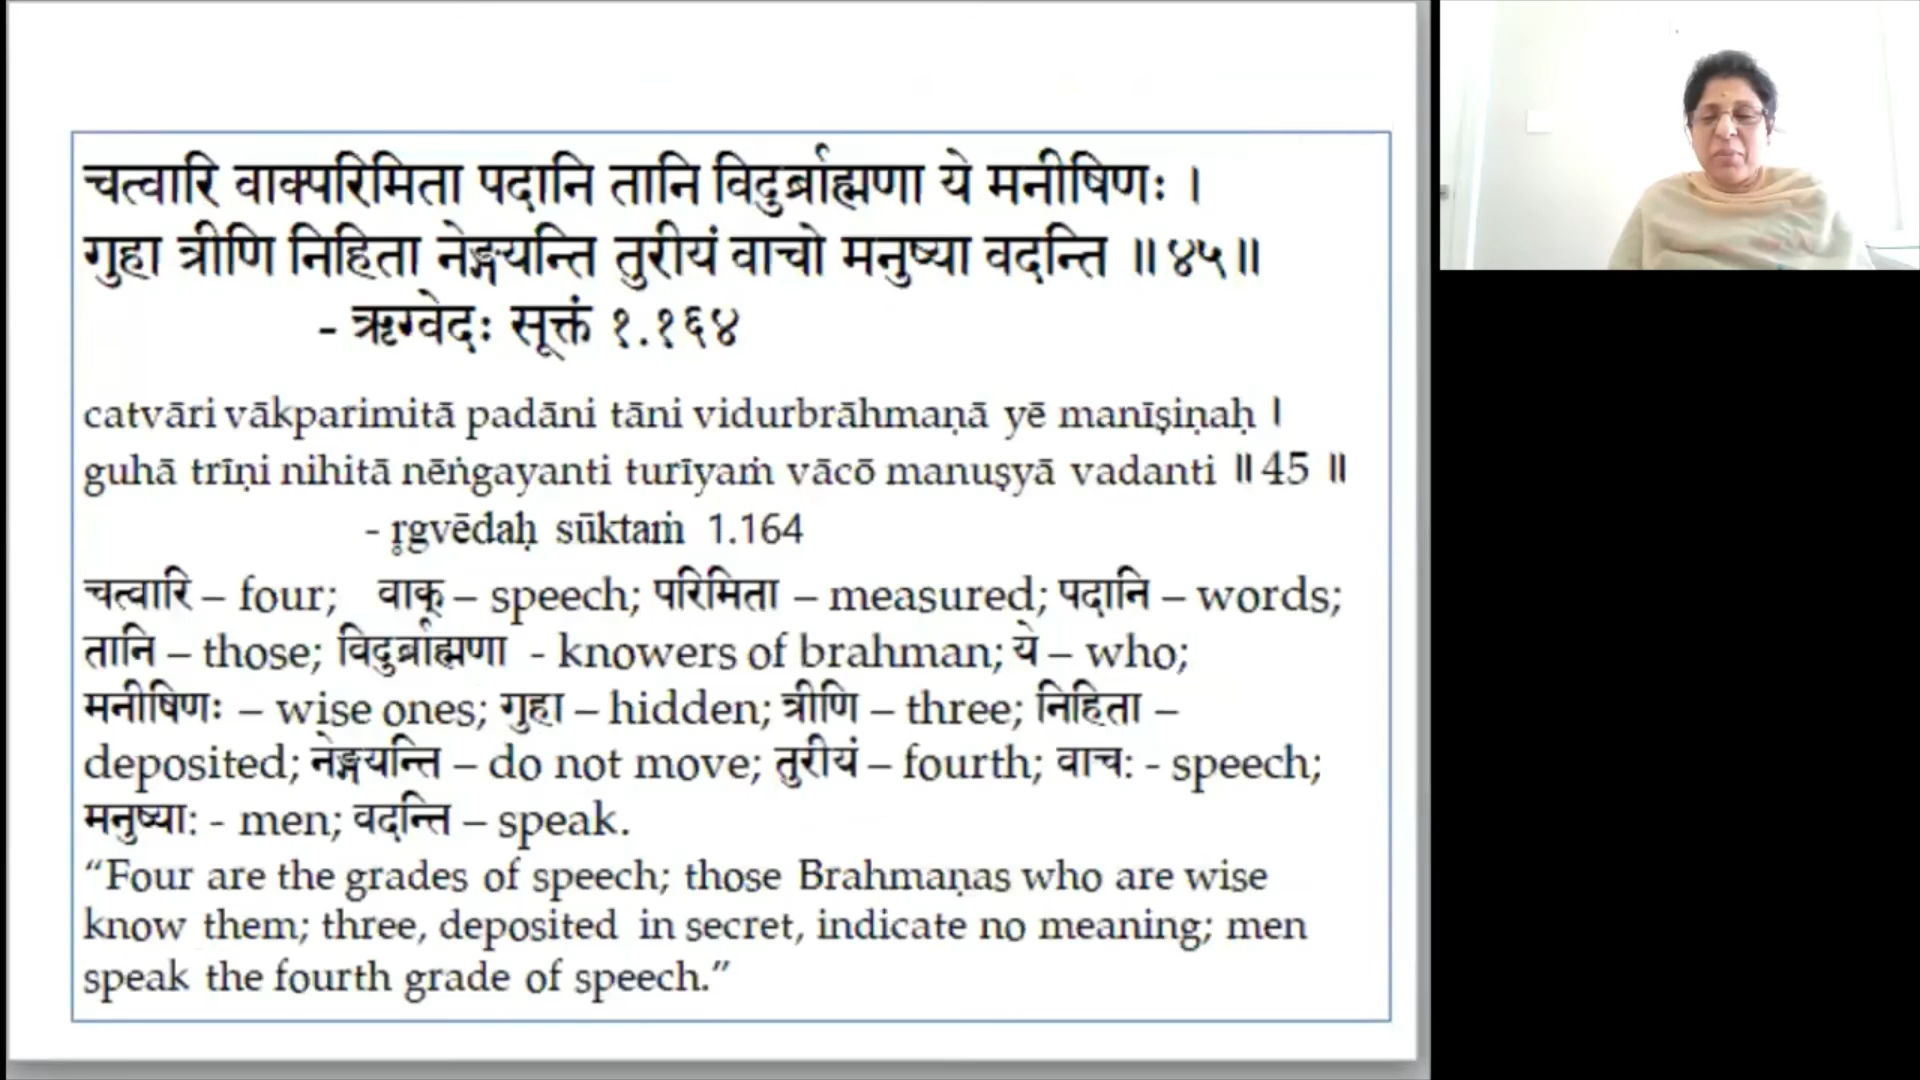 चत्वारि वाक्परिमिता पदानि तानि विदुर्ब्राह्मणा ये मनीषिणः ।
गुहा त्रीणि निहिता नेङ्गयन्ति तुरीयं वाचो मनुष्या वदन्ति ॥४५॥
- ऋग्वेदः सूक्तं १.१६४
catvāri vākparimitā padāni tāni vidurbrāhmaṇā yē manīṣiṇaḥ ।
guhā trīṇi nihitā nēṅgayanti turīyaṁ vācō manuṣyā vadanti ॥ 45 ॥
- r̥gvēdaḥ sūktaṁ 1.164
चत्वारि – four; वाक् – speech; परिमिता – measured; पदानि – words;
तानि – those; विदुर्ब्राह्मणा - knowers of brahman; ये – who;
मनीषिणः – wise ones; गुहा – hidden; त्रीणि – three; निहिता –
deposited; नेङ्गयन्ति – do not move; तुरीयं – fourth; वाच: - speech;
मनुष्या: - men; वदन्ति – speak.
“Four are the grades of speech; those Brahmaṇas who are wise
know them; three, deposited in secret, indicate no meaning; men
speak the fourth grade of speech.”